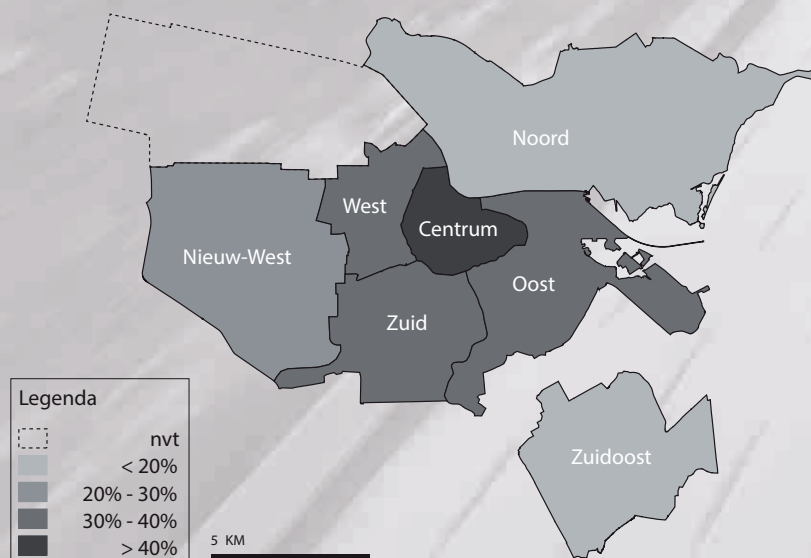 Noord
West
Centrum
Nieuw-West
Oost
Zuid
Zuidoost
Legenda
nvt
< 20%
20% - 30%
30% - 40%
> 40%
5 KM